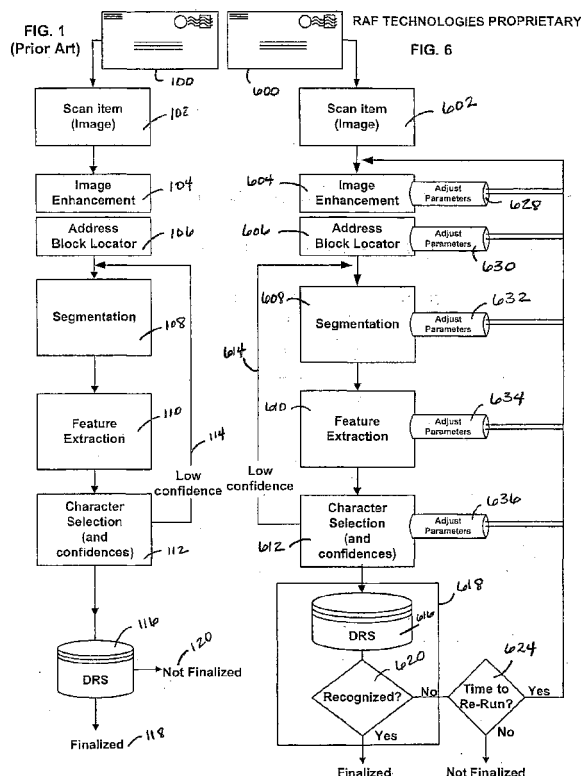 FIG. 1
(Prior Art)
100
Scan item
(Image)
102
Image
Enhancement
104
Address
Block Locator
106
Segmentation
108
Feature
Extraction
110
114
Low
confidence
Character
Selection
(and
confidences)
112
116
DRS
120
Not Finalized
Finalized
118
RAF TECHNOLOGIES PROPRIETARY
FIG. 6
600
Scan item
(Image)
602
604
Image
Enhancement
Adjust
Parameters
628
606
Address
Block Locator
Adjust
Parameters
630
608
Segmentation
Adjust
Parameters
632
614
610
Feature
Extraction
Adjust
Parameters
634
Low
confidence
Character
Selection
(and
confidences)
612
Adjust
Parameters
636
618
DRS
616
620
Recognized?
No
624
Time to
Re-Run?
Yes
Yes
No
Finalized
Not Finalized